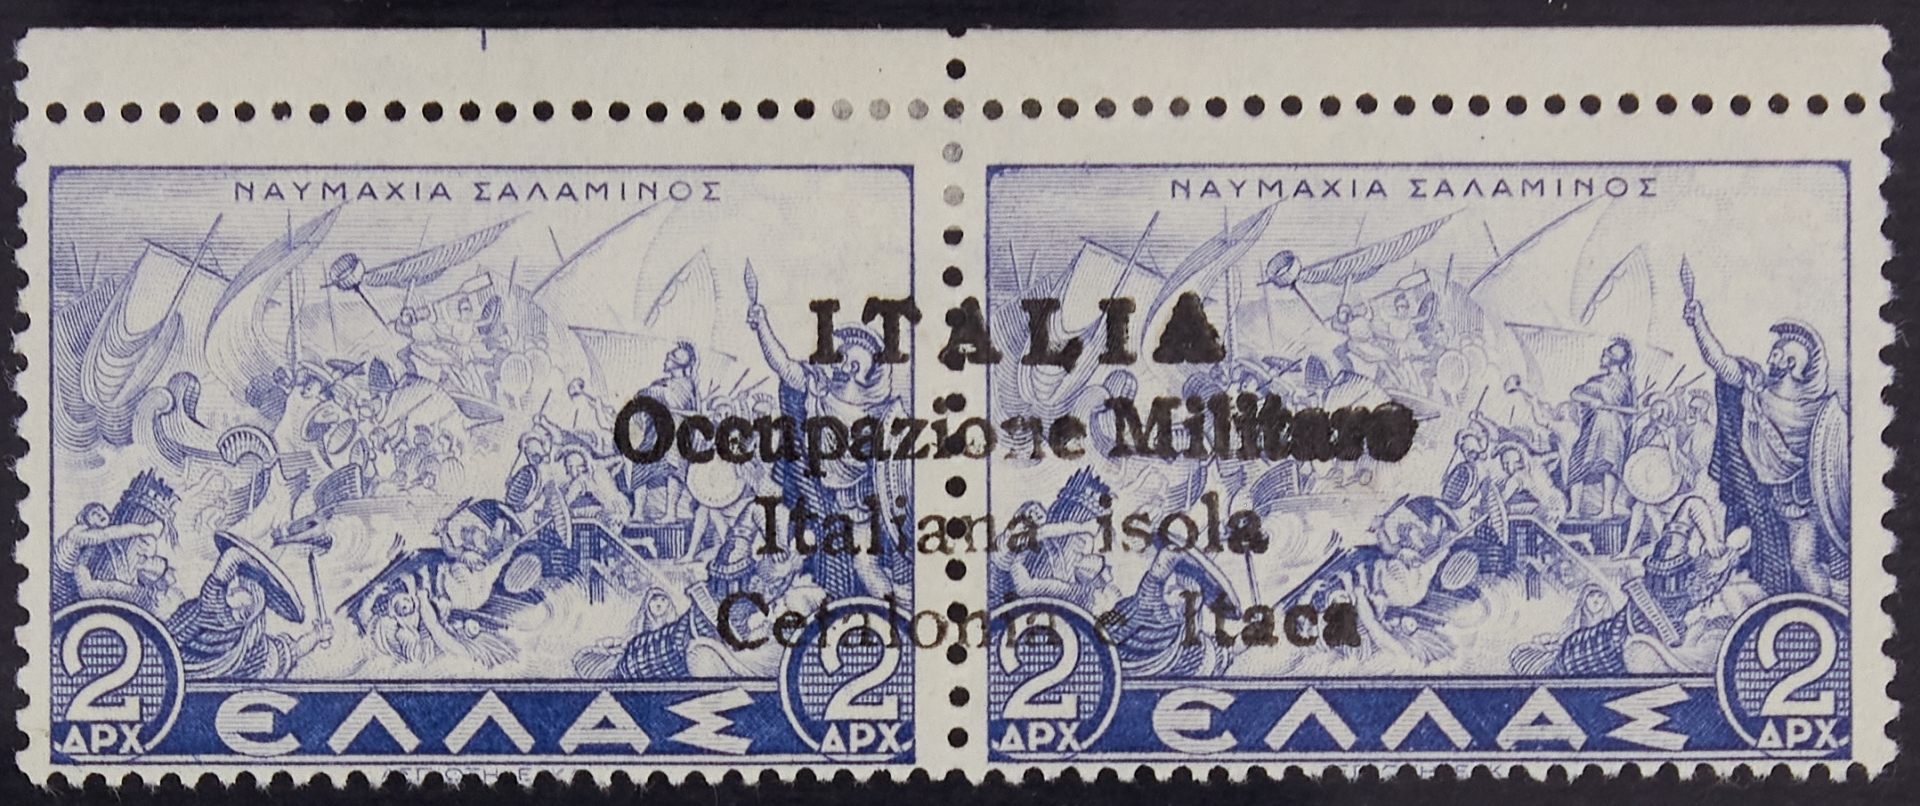 ΝΑΥΜΑΧΙΑ ΣΑΛΑΜΙΝΟΣ
ΝΑΥΜΑΧΙΑ ΣΑΛΑΜΙΝΟΣ
ITALIA
Occupazione Militare
Italiana isola
Cefalonia e Itaca
2 ΔΡΧ ΕΛΛΑΣ 2 ΔΡΧ
2 ΔΡΧ ΕΛΛΑΣ 2 ΔΡΧ